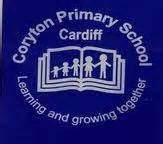 Coryton Primary School
Cardiff
Learning and growing together